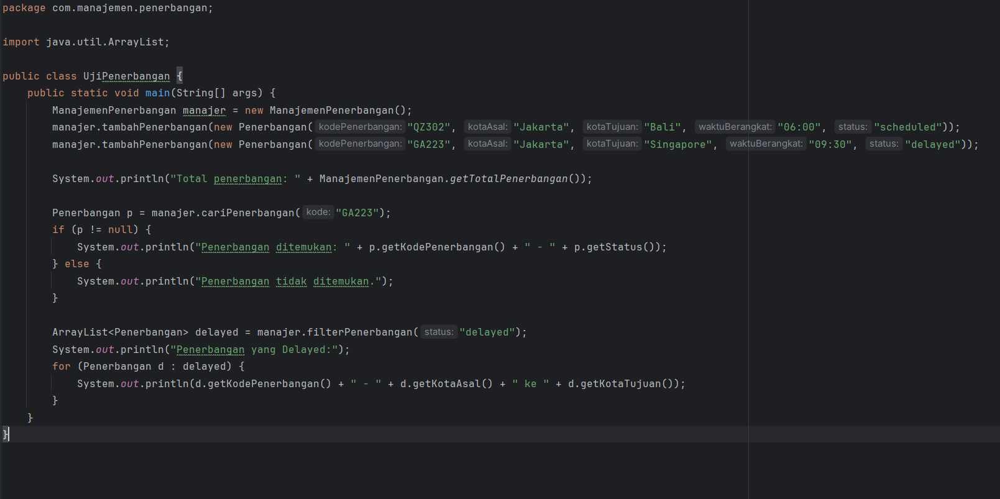 package com.manajemen.penerbangan;
import java.util.ArrayList;
public class UjiPenerbangan {
public static void main(String[] args) {
ManajemenPenerbangan manajer = new ManajemenPenerbangan();
manajer.tambahPenerbangan(new Penerbangan( kodePenerbangan: "QZ302", kotaAsal: "Jakarta", kotaTujuan: "Bali", waktuBerangkat: "06:00", status: "scheduled"));
manajer.tambahPenerbangan(new Penerbangan( kodePenerbangan: "GA223", kotaAsal: "Jakarta", kotaTujuan: "Singapore", waktuBerangkat: "09:30", status: "delayed"));
System.out.println("Total penerbangan: " + ManajemenPenerbangan.getTotalPenerbangan());
Penerbangan p = manajer.cariPenerbangan( kode: "GA223");
if (p != null) {
System.out.println("Penerbangan ditemukan: " + p.getKodePenerbangan() + " - " + p.getStatus());
} else {
System.out.println("Penerbangan tidak ditemukan.");
}
ArrayList<Penerbangan> delayed = manajer.filterPenerbangan( status: "delayed");
System.out.println("Penerbangan yang Delayed:");
for (Penerbangan d : delayed) {
System.out.println(d.getKodePenerbangan() + " - " + d.getKotaAsal() + " ke " + d.getKotaTujuan());
}
}
}